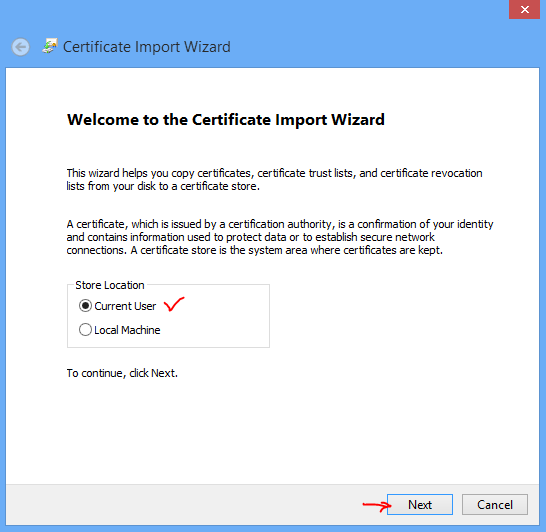 Certificate Import Wizard
Welcome to the Certificate Import Wizard
This wizard helps you copy certificates, certificate trust lists, and certificate revocation
lists from your disk to a certificate store.
A certificate, which is issued by a certification authority, is a confirmation of your identity
and contains information used to protect data or to establish secure network
connections. A certificate store is the system area where certificates are kept.
Store Location
Current User
Local Machine
To continue, click Next.
Next
Cancel